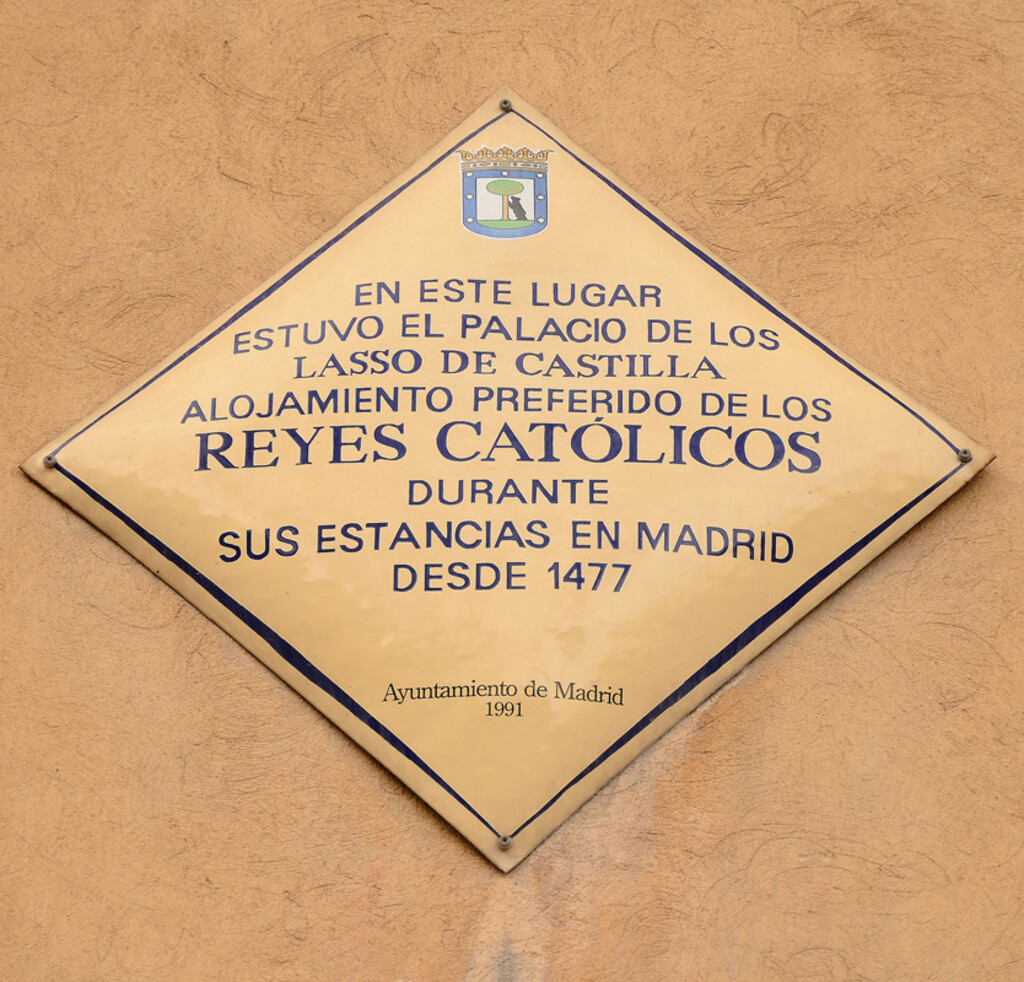 EN ESTE LUGAR
ESTUVO EL PALACIO DE LOS
LASSO DE CASTILLA
ALOJAMIENTO PREFERIDO DE LOS
REYES CATÓLICOS
DURANTE
SUS ESTANCIAS EN MADRID
DESDE 1477
Ayuntamiento de Madrid
1991